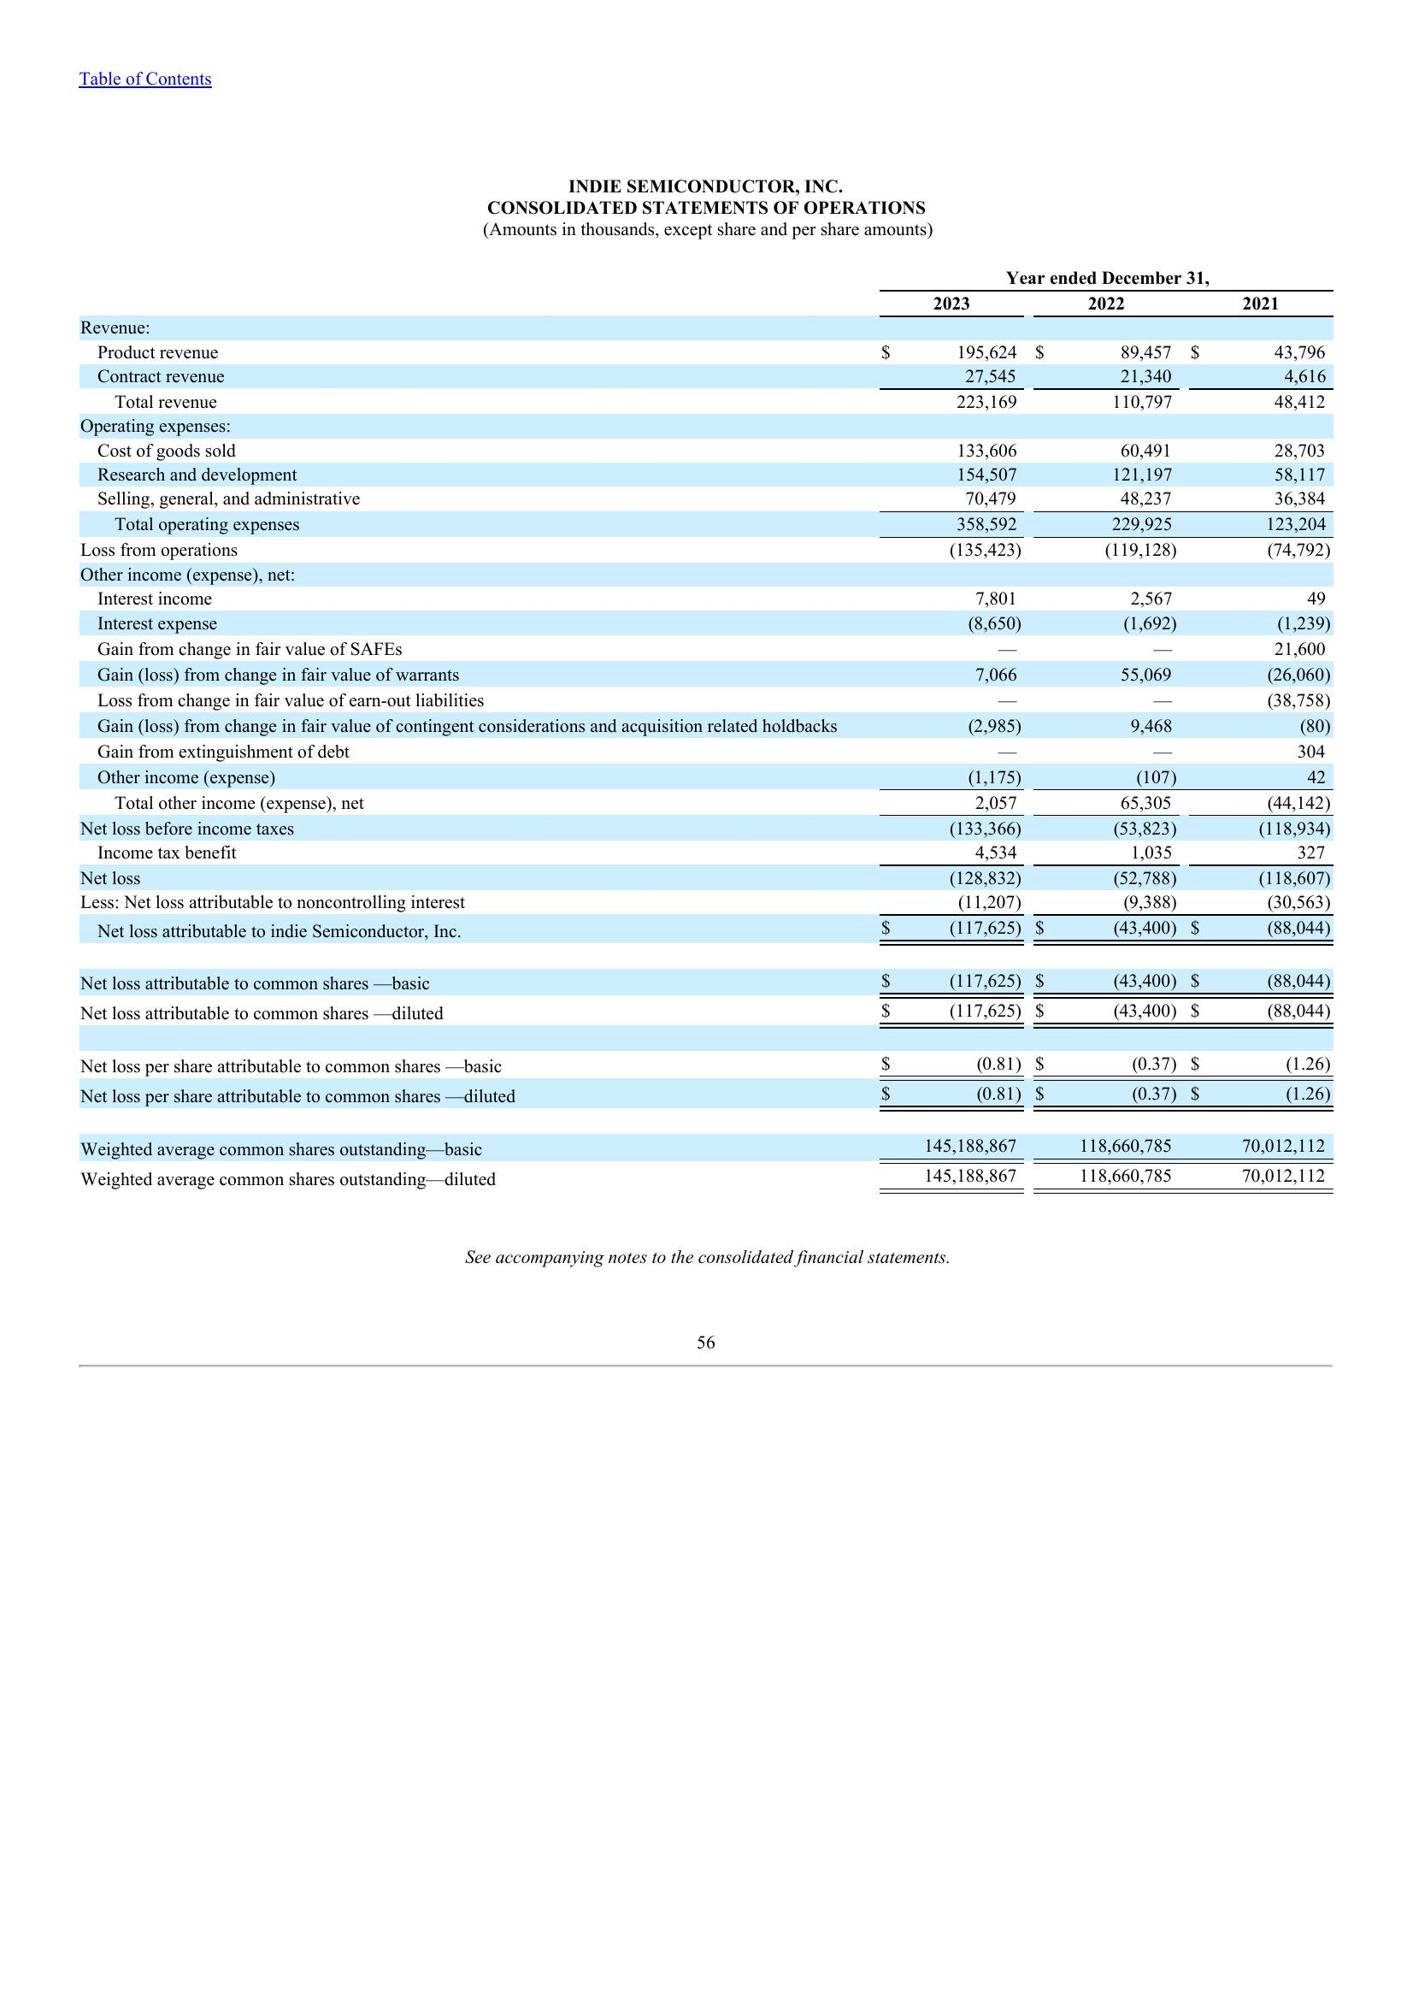 Table of Contents
INDIE SEMICONDUCTOR, INC.
CONSOLIDATED STATEMENTS OF OPERATIONS
(Amounts in thousands, except share and per share amounts)
Year ended December 31,
2023 2022 2021
Revenue:
Product revenue $ 195,624 $ 89,457 $ 43,796
Contract revenue 27,545 21,340 4,616
Total revenue 223,169 110,797 48,412
Operating expenses:
Cost of goods sold 133,606 60,491 28,703
Research and development 154,507 121,197 58,117
Selling, general, and administrative 70,479 48,237 36,384
Total operating expenses 358,592 229,925 123,204
Loss from operations (135,423) (119,128) (74,792)
Other income (expense), net:
Interest income 7,801 2,567 49
Interest expense (8,650) (1,692) (1,239)
Gain from change in fair value of SAFEs — — 21,600
Gain (loss) from change in fair value of warrants 7,066 55,069 (26,060)
Loss from change in fair value of earn-out liabilities — — (38,758)
Gain (loss) from change in fair value of contingent considerations and acquisition related holdbacks (2,985) 9,468 (80)
Gain from extinguishment of debt — — 304
Other income (expense) (1,175) (107) 42
Total other income (expense), net 2,057 65,305 (44,142)
Net loss before income taxes (133,366) (53,823) (118,934)
Income tax benefit 4,534 1,035 327
Net loss (128,832) (52,788) (118,607)
Less: Net loss attributable to noncontrolling interest (11,207) (9,388) (30,563)
Net loss attributable to indie Semiconductor, Inc. $ (117,625) $ (43,400) $ (88,044)
Net loss attributable to common shares —basic $ (117,625) $ (43,400) $ (88,044)
Net loss attributable to common shares —diluted $ (117,625) $ (43,400) $ (88,044)
Net loss per share attributable to common shares —basic $ (0.81) $ (0.37) $ (1.26)
Net loss per share attributable to common shares —diluted $ (0.81) $ (0.37) $ (1.26)
Weighted average common shares outstanding—basic 145,188,867 118,660,785 70,012,112
Weighted average common shares outstanding—diluted 145,188,867 118,660,785 70,012,112
See accompanying notes to the consolidated financial statements.
56